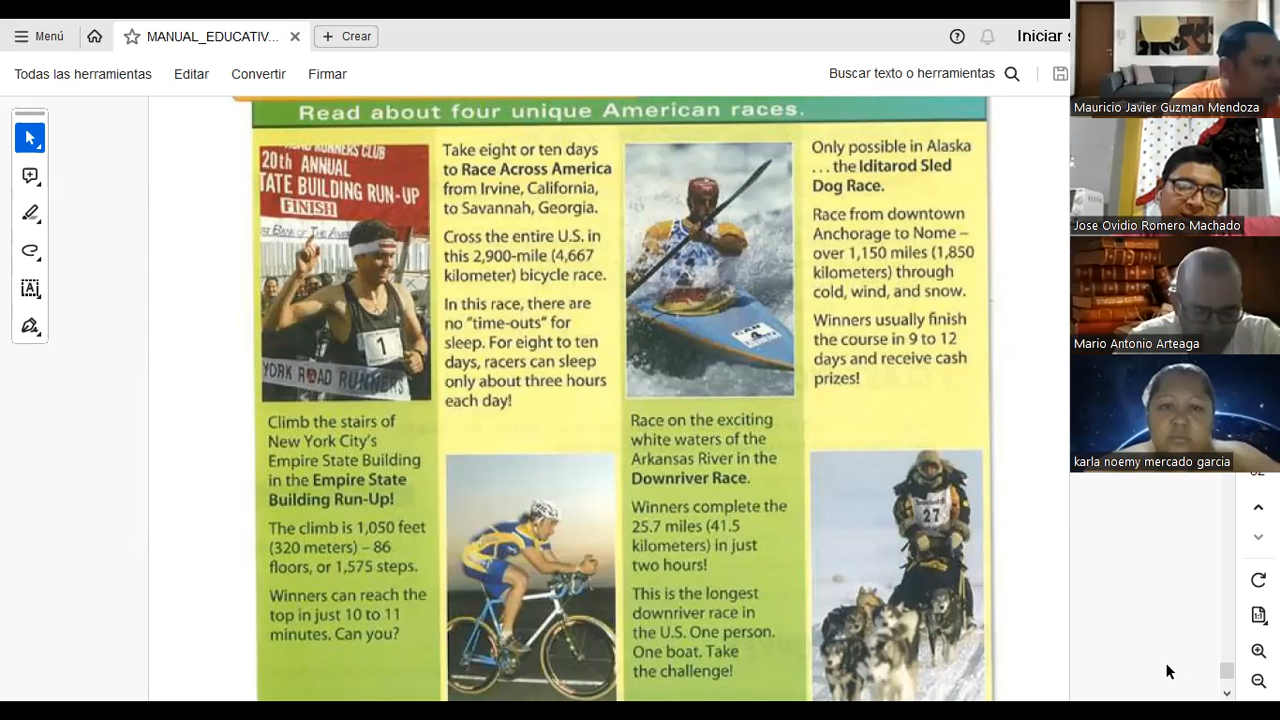 Menú
MANUAL_EDUCATIV...
Crear
Iniciar s
Todas las herramientas
Editar
Convertir
Firmar
Buscar texto o herramientas
Read about four unique American races.
ROAD RUNNERS CLUB
20th ANNUAL
TATE BUILDING RUN-UP
FINISH
1
YORK ROAD RUNNERS
Climb the stairs of
New York City's
Empire State Building
in the Empire State
Building Run-Up!
The climb is 1,050 feet
(320 meters) – 86
floors, or 1,575 steps.
Winners can reach the
top in just 10 to 11
minutes. Can you?
Take eight or ten days
to Race Across America
from Irvine, California,
to Savannah, Georgia.
Cross the entire U.S. in
this 2,900-mile (4,667
kilometer) bicycle race.
In this race, there are
no "time-outs" for
sleep. For eight to ten
days, racers can sleep
only about three hours
each day!
4
Race on the exciting
white waters of the
Arkansas River in the
Downriver Race.
Winners complete the
25.7 miles (41.5
kilometers) in just
two hours!
This is the longest
downriver race in
the U.S. One person.
One boat. Take
the challenge!
Only possible in Alaska
. . . the Iditarod Sled
Dog Race.
Race from downtown
Anchorage to Nome –
over 1,150 miles (1,850
kilometers) through
cold, wind, and snow.
Winners usually finish
the course in 9 to 12
days and receive cash
prizes!
27
Mauricio Javier Guzman Mendoza
Jose Ovidio Romero Machado
Mario Antonio Arteaga
karla noemy mercado garcia